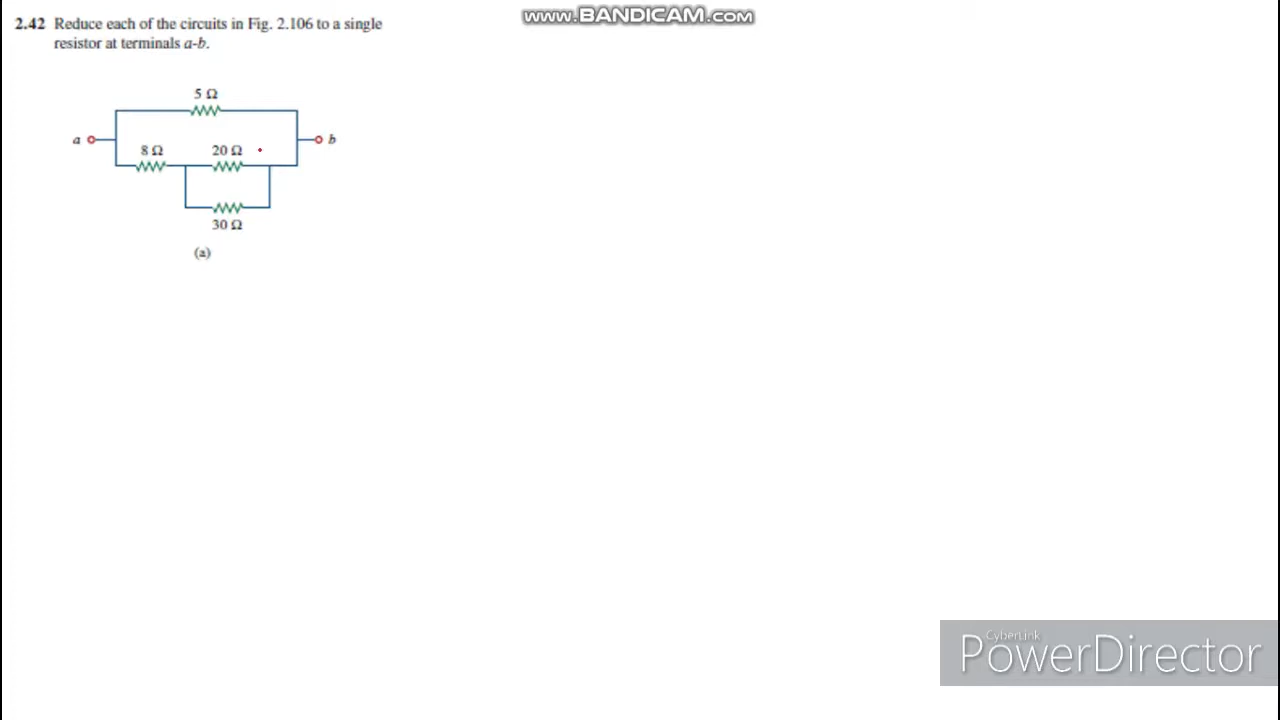 www.BANDICAM.com
2.42 Reduce each of the circuits in Fig. 2.106 to a single
resistor at terminals a-b.
5 Ω
a
b
8 Ω
20 Ω
30 Ω
(a)
CyberLink
PowerDirector